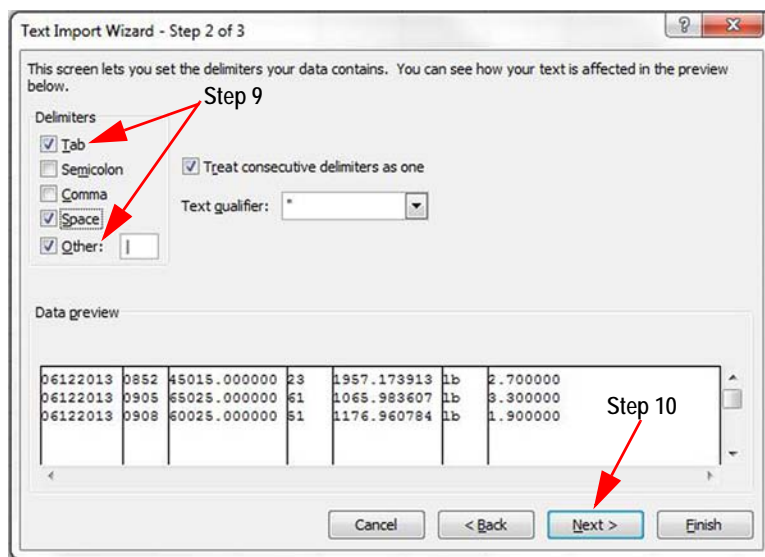 Text Import Wizard - Step 2 of 3
This screen lets you set the delimiters your data contains. You can see how your text is affected in the preview
below.
Step 9
Delimiters
Tab
Semicolon
Comma
Space
Other: |
Treat consecutive delimiters as one
Text qualifier: "
Data preview
06122013 0852 45015.000000 23 1957.173913 lb 2.700000
06122013 0905 65025.000000 61 1065.983607 lb 3.300000
06122013 0908 60025.000000 51 1176.960784 lb 1.900000
Step 10
Cancel < Back Next > Finish